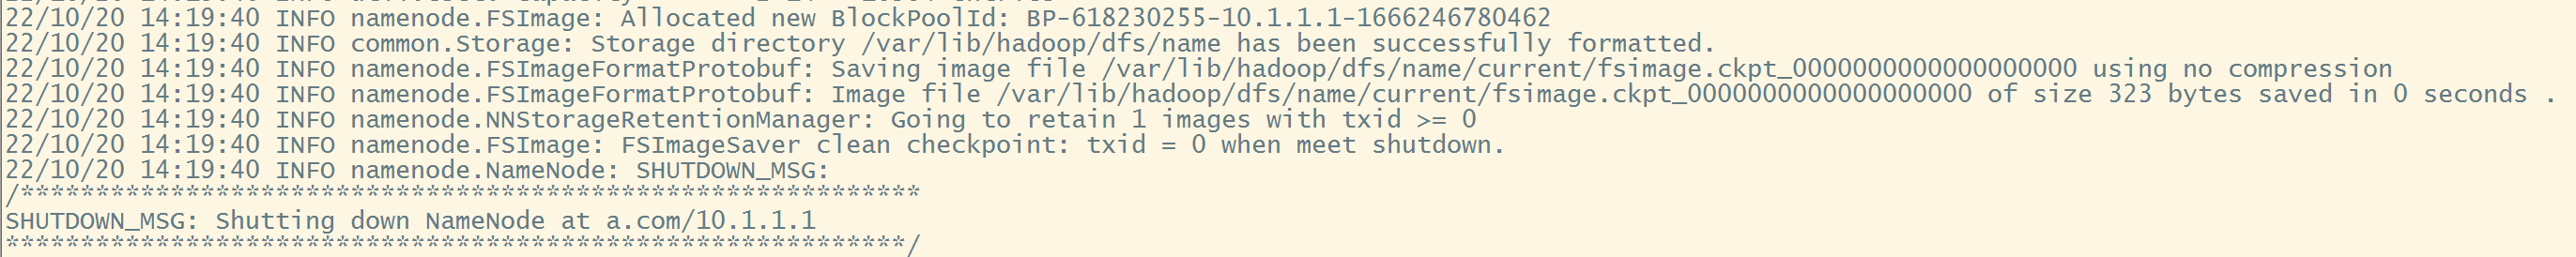 22/10/20 14:19:40 INFO namenode.FSImage: Allocated new BlockPoolId: BP-618230255-10.1.1.1-1666246780462
22/10/20 14:19:40 INFO common.Storage: Storage directory /var/lib/hadoop/dfs/name has been successfully formatted.
22/10/20 14:19:40 INFO namenode.FSImageFormatProtobuf: Saving image file /var/lib/hadoop/dfs/name/current/fsimage.ckpt_0000000000000000000 using no compression
22/10/20 14:19:40 INFO namenode.FSImageFormatProtobuf: Image file /var/lib/hadoop/dfs/name/current/fsimage.ckpt_0000000000000000000 of size 323 bytes saved in 0 seconds .
22/10/20 14:19:40 INFO namenode.NNStorageRetentionManager: Going to retain 1 images with txid >= 0
22/10/20 14:19:40 INFO namenode.FSImage: FSImageSaver clean checkpoint: txid = 0 when meet shutdown.
22/10/20 14:19:40 INFO namenode.NameNode: SHUTDOWN_MSG:
/************************************************************
SHUTDOWN_MSG: Shutting down NameNode at a.com/10.1.1.1
************************************************************/